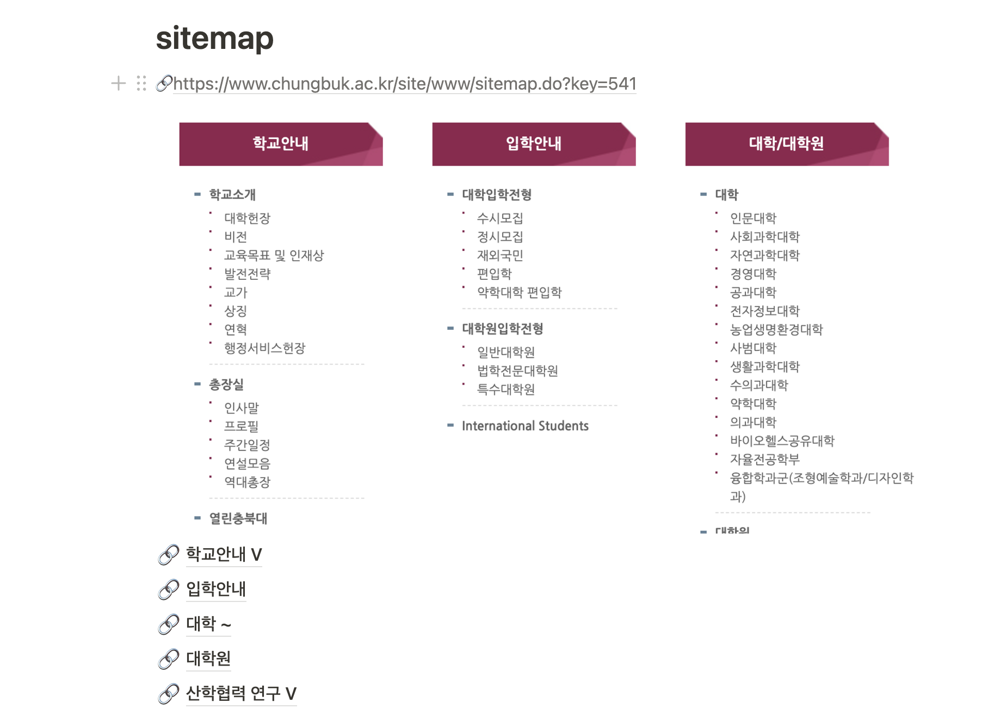 sitemap
https://www.chungbuk.ac.kr/site/www/sitemap.do?key=541
학교안내
학교소개
대학헌장
비전
교육목표 및 인재상
발전전략
교가
상징
연혁
행정서비스헌장
총장실
인사말
프로필
주간일정
연설모음
역대총장
열린충북대
입학안내
대학입학전형
수시모집
정시모집
재외국민
편입학
약학대학 편입학
대학원입학전형
일반대학원
법학전문대학원
특수대학원
International Students
대학/대학원
대학
인문대학
사회과학대학
자연과학대학
경영대학
공과대학
전자정보대학
농업생명환경대학
사범대학
생활과학대학
수의과대학
약학대학
의과대학
바이오헬스공유대학
자율전공학부
융합학과군(조형예술학과/디자인학
과)
대학원
학교안내 V
입학안내
대학 ~
대학원
산학협력 연구 V